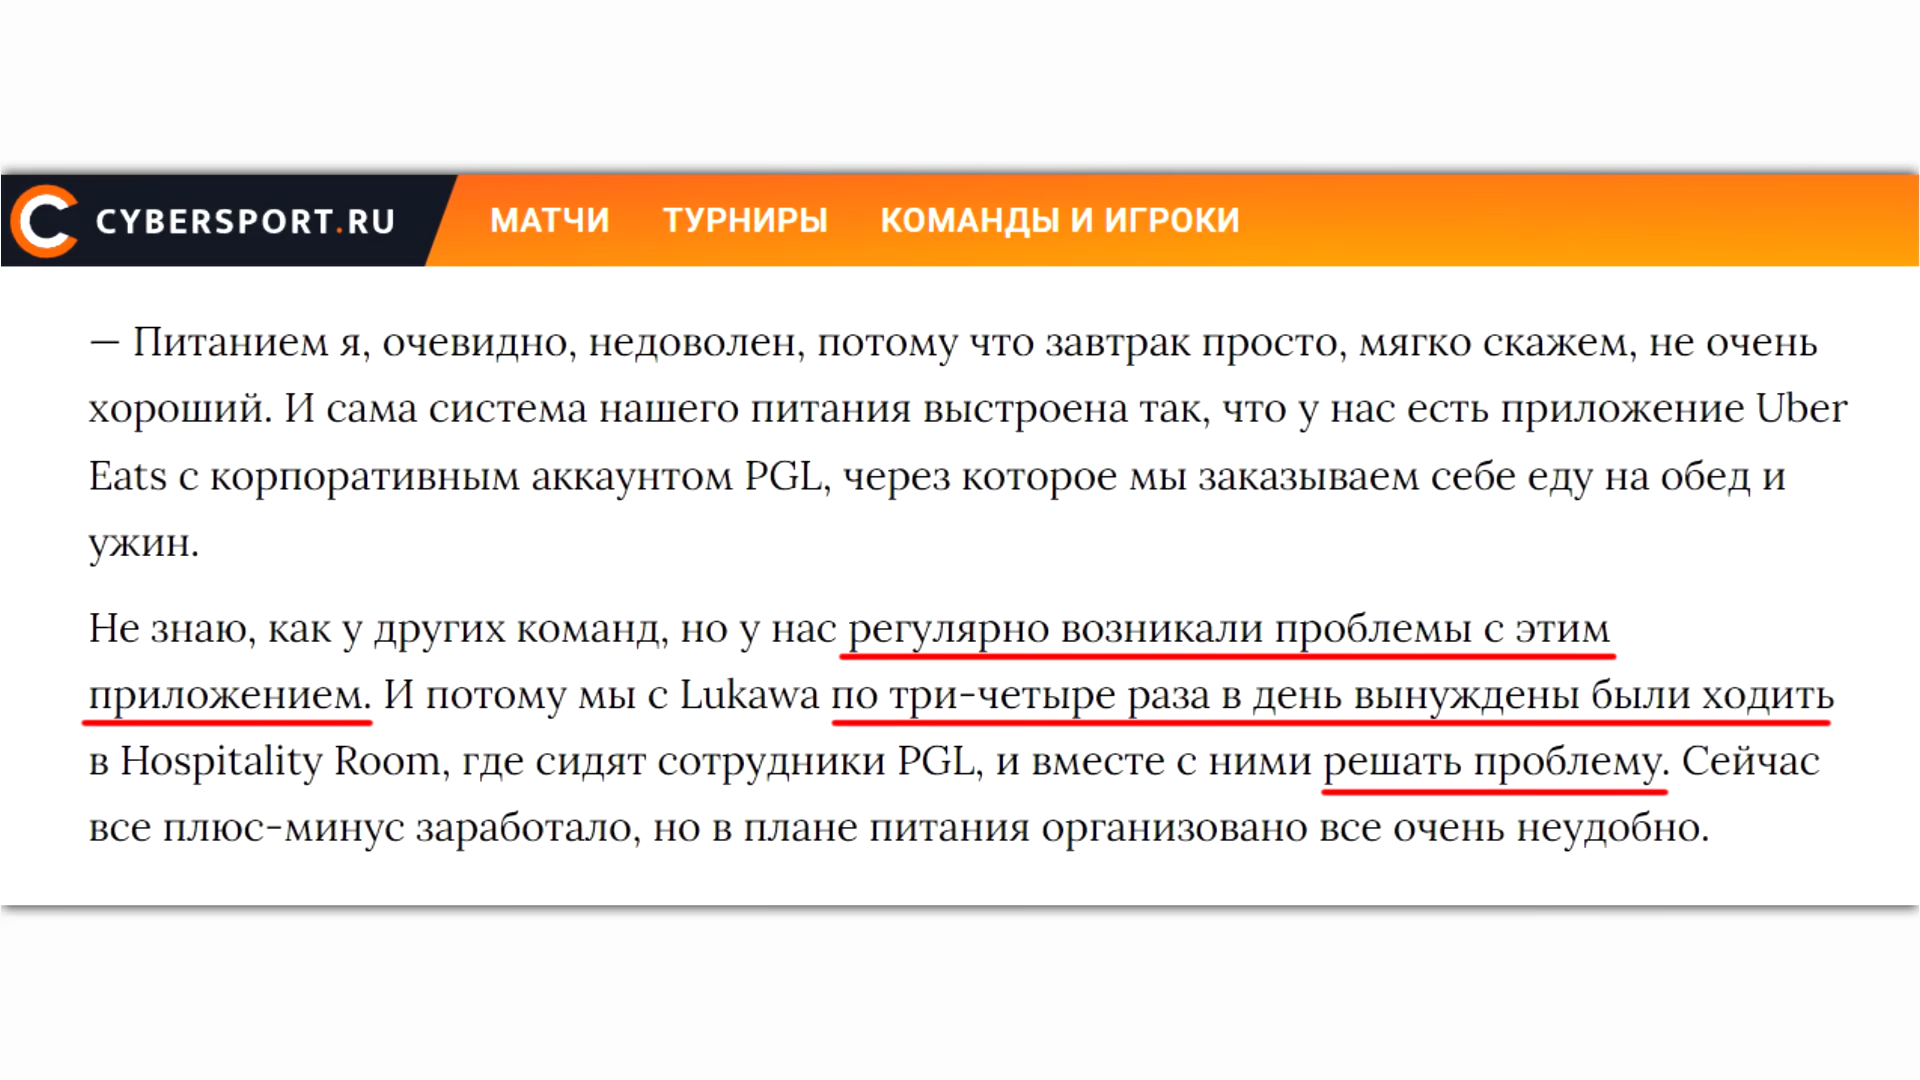 CYBERSPORT.RU МАТЧИ ТУРНИРЫ КОМАНДЫ И ИГРОКИ
— Питанием я, очевидно, недоволен, потому что завтрак просто, мягко скажем, не очень
хороший. И сама система нашего питания выстроена так, что у нас есть приложение Uber
Eats с корпоративным аккаунтом PGL, через которое мы заказываем себе еду на обед и
ужин.
Не знаю, как у других команд, но у нас регулярно возникали проблемы с этим
приложением. И потому мы с Lukawa по три-четыре раза в день вынуждены были ходить
в Hospitality Room, где сидят сотрудники PGL, и вместе с ними решать проблему. Сейчас
все плюс-минус заработало, но в плане питания организовано все очень неудобно.